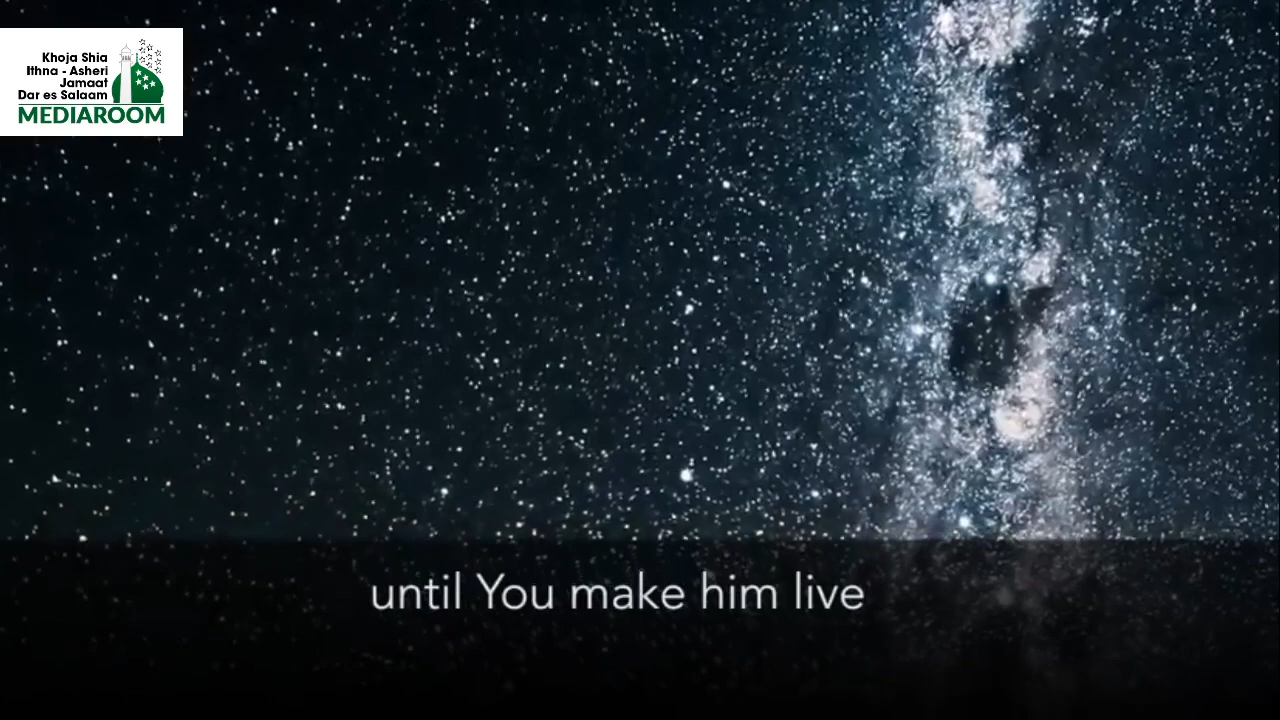 Khoja Shia
Ithna - Asheri
Jamaat
Dar es Salaam
MEDIAROOM
until You make him live